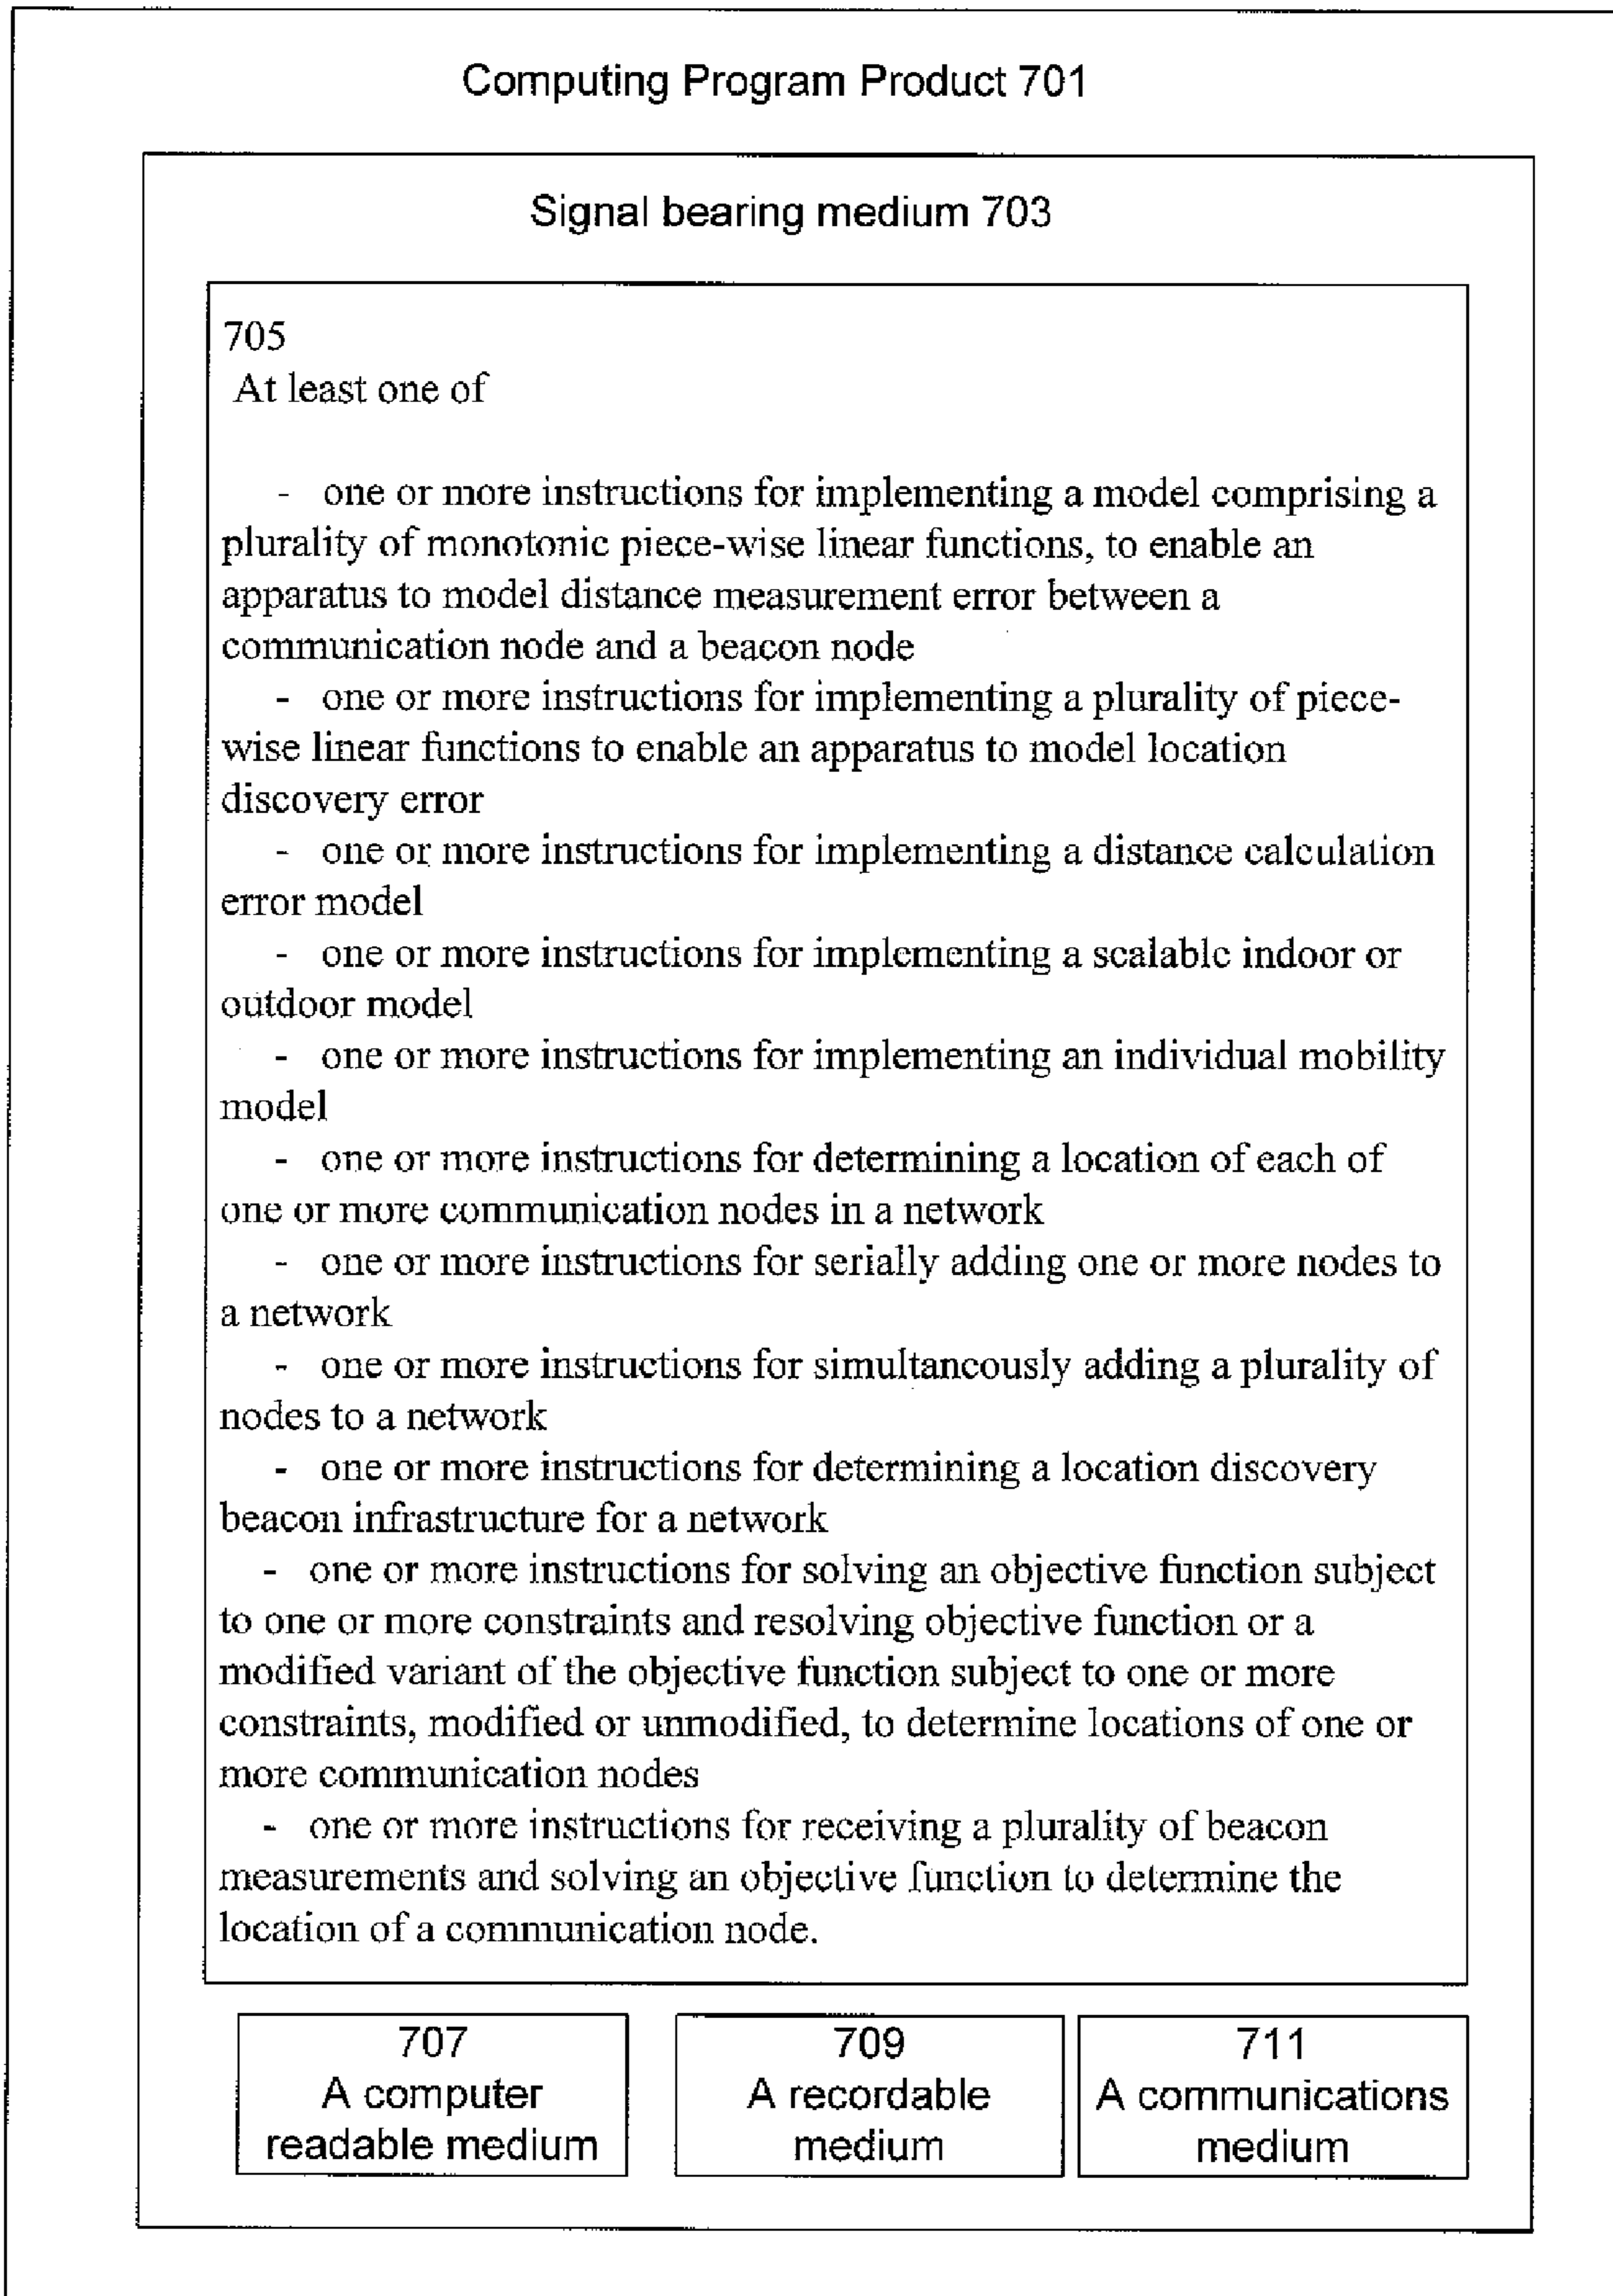 Computing Program Product 701
Signal bearing medium 703
705
At least one of
- one or more instructions for implementing a model comprising a
plurality of monotonic piece-wise linear functions, to enable an
apparatus to model distance measurement error between a
communication node and a beacon node
- one or more instructions for implementing a plurality of piece-
wise linear functions to enable an apparatus to model location
discovery error
- one or more instructions for implementing a distance calculation
error model
- one or more instructions for implementing a scalable indoor or
outdoor model
- one or more instructions for implementing an individual mobility
model
- one or more instructions for determining a location of each of
one or more communication nodes in a network
- one or more instructions for serially adding one or more nodes to
a network
- one or more instructions for simultaneously adding a plurality of
nodes to a network
- one or more instructions for determining a location discovery
beacon infrastructure for a network
- one or more instructions for solving an objective function subject
to one or more constraints and resolving objective function or a
modified variant of the objective function subject to one or more
constraints, modified or unmodified, to determine locations of one or
more communication nodes
- one or more instructions for receiving a plurality of beacon
measurements and solving an objective function to determine the
location of a communication node.
707
A computer
readable medium
709
A recordable
medium
711
A communications
medium